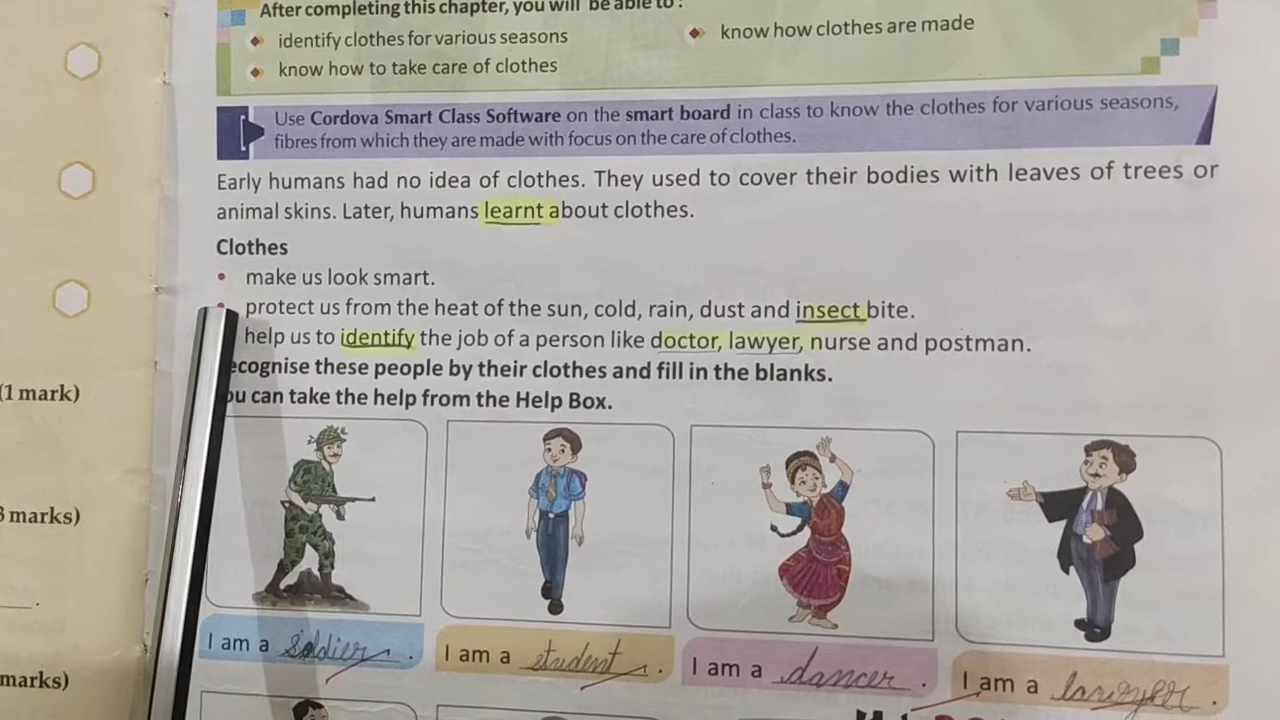 After completing this chapter, you will be able to :
identify clothes for various seasons
know how clothes are made
know how to take care of clothes
Use Cordova Smart Class Software on the smart board in class to know the clothes for various seasons,
fibres from which they are made with focus on the care of clothes.
Early humans had no idea of clothes. They used to cover their bodies with leaves of trees or
animal skins. Later, humans learnt about clothes.
Clothes
• make us look smart.
protect us from the heat of the sun, cold, rain, dust and insect bite.
help us to identify the job of a person like doctor, lawyer, nurse and postman.
ecognise these people by their clothes and fill in the blanks.
ou can take the help from the Help Box.
(1 mark)
3 marks)
marks)
I am a soldier .
I am a student .
I am a dancer .
I am a lawyer .